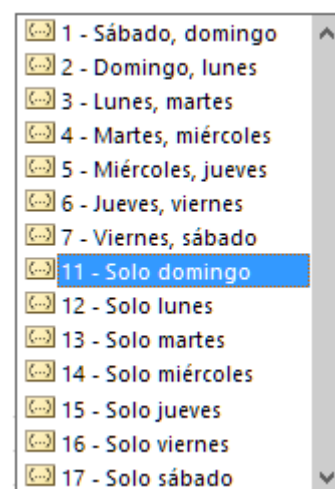 (...) 1 - Sábado, domingo
(...) 2 - Domingo, lunes
(...) 3 - Lunes, martes
(...) 4 - Martes, miércoles
(...) 5 - Miércoles, jueves
(...) 6 - Jueves, viernes
(...) 7 - Viernes, sábado
(...) 11 - Solo domingo
(...) 12 - Solo lunes
(...) 13 - Solo martes
(...) 14 - Solo miércoles
(...) 15 - Solo jueves
(...) 16 - Solo viernes
(...) 17 - Solo sábado